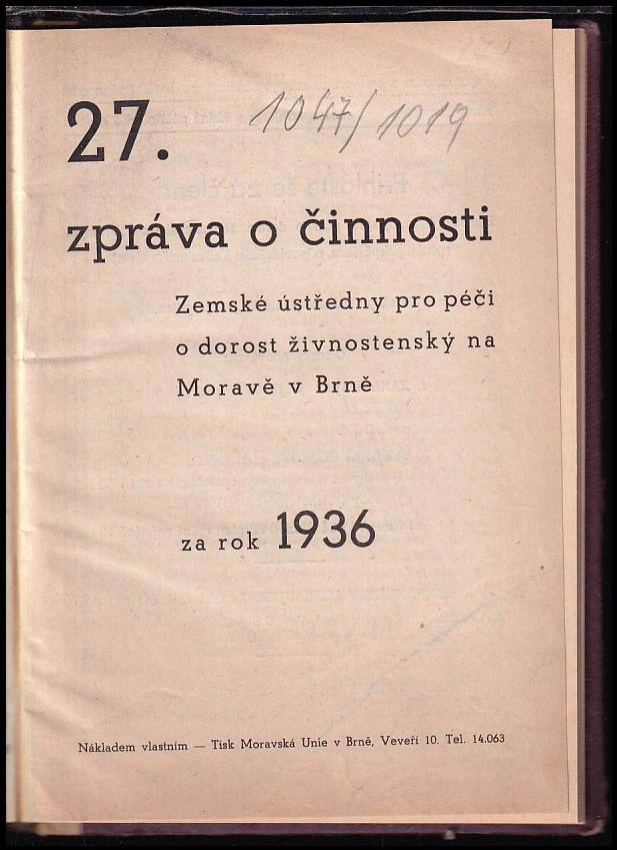 27.
1047/1019
zpráva o činnosti
Zemské ústředny pro péči
o dorost živnostenský na
Moravě v Brně
za rok 1936
Nákladem vlastním — Tisk Moravská Unie v Brně, Veveří 10. Tel. 14.063